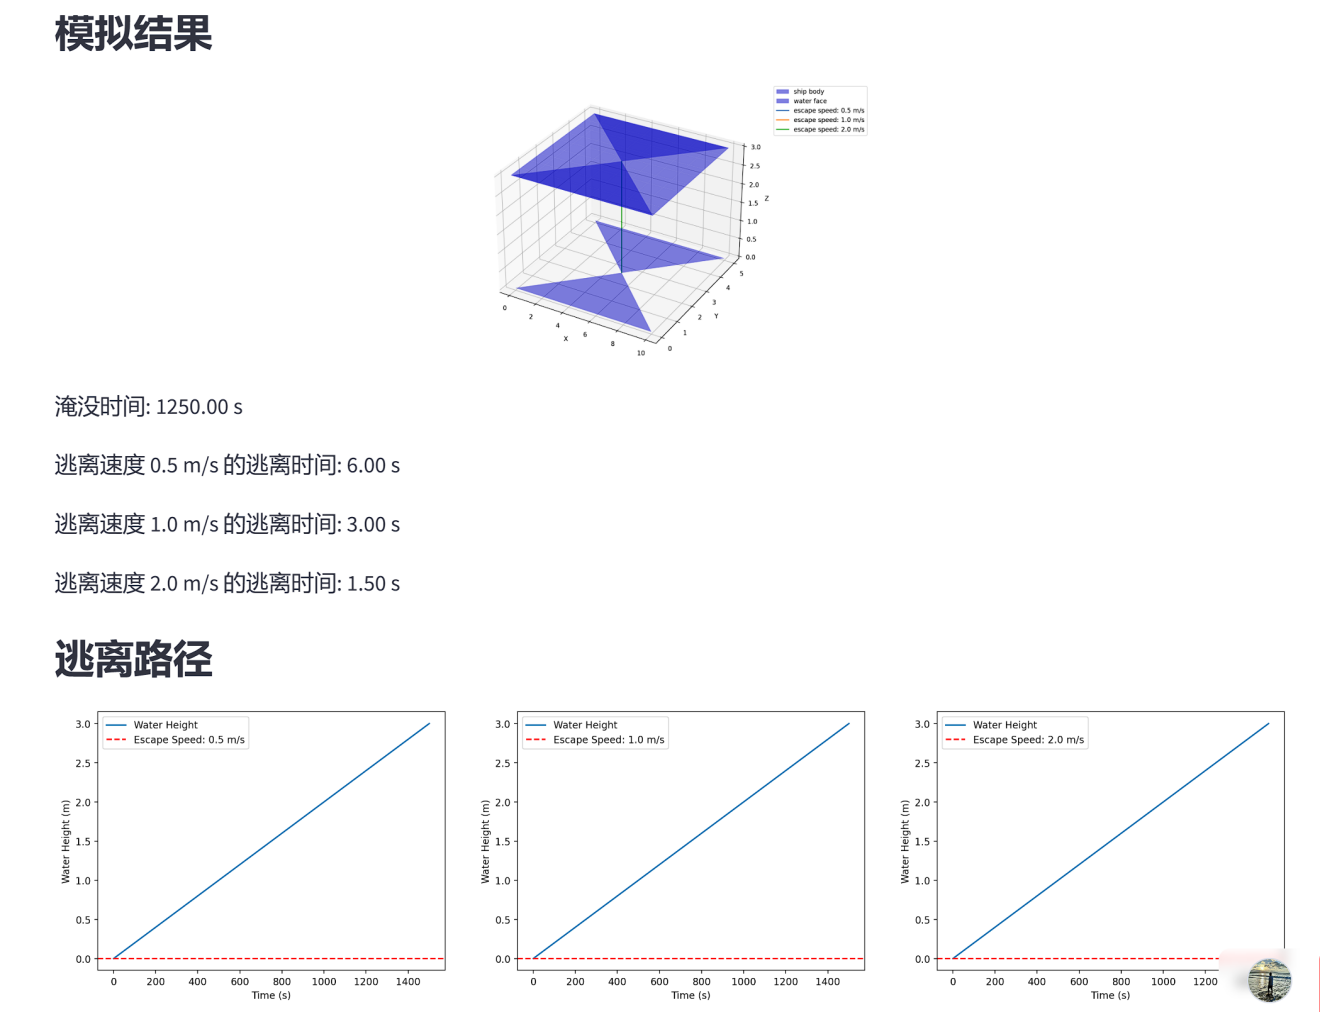 模拟结果
ship body
water face
escape speed: 0.5 m/s
escape speed: 1.0 m/s
escape speed: 2.0 m/s
3.0
2.5
2.0
1.5
1.0
0.5
0.0
Z
5
4
3
2
1
0
Y
0
2
4
6
8
10
X
淹没时间: 1250.00 s
逃离速度 0.5 m/s 的逃离时间: 6.00 s
逃离速度 1.0 m/s 的逃离时间: 3.00 s
逃离速度 2.0 m/s 的逃离时间: 1.50 s
逃离路径
Water Height
Escape Speed: 0.5 m/s
3.0
2.5
2.0
1.5
1.0
0.5
0.0
Water Height (m)
0 200 400 600 800 1000 1200 1400
Time (s)
Water Height
Escape Speed: 1.0 m/s
3.0
2.5
2.0
1.5
1.0
0.5
0.0
Water Height (m)
0 200 400 600 800 1000 1200 1400
Time (s)
Water Height
Escape Speed: 2.0 m/s
3.0
2.5
2.0
1.5
1.0
0.5
0.0
Water Height (m)
0 200 400 600 800 1000 1200
Time (s)